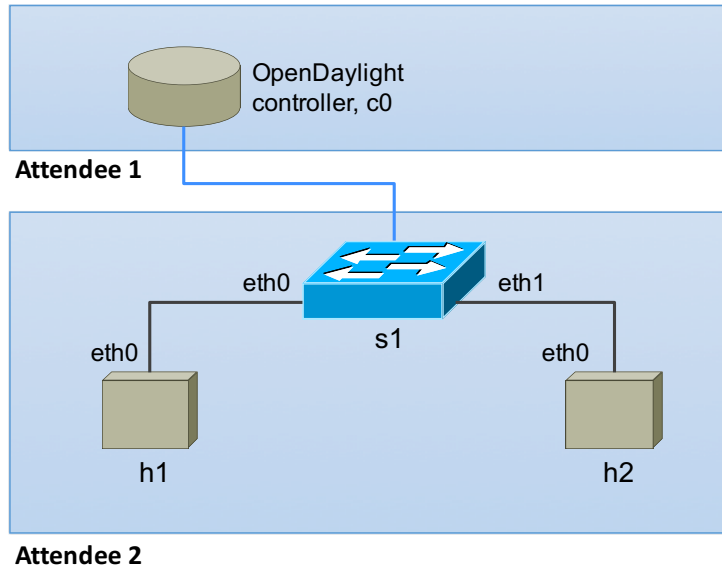 OpenDaylight
controller, c0
Attendee 1
eth0
eth1
s1
eth0
eth0
h1
h2
Attendee 2